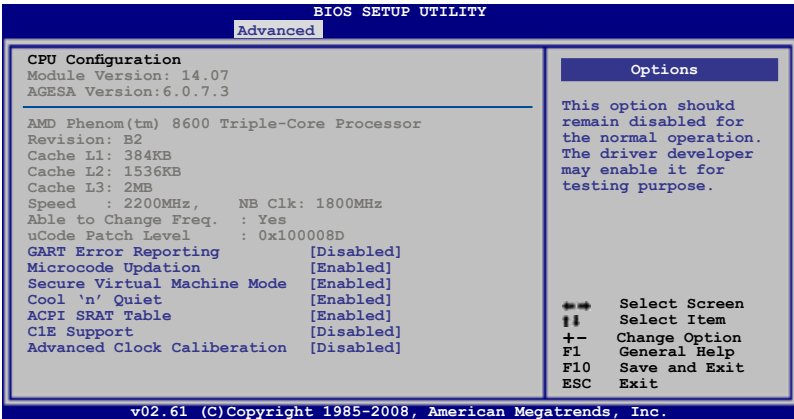 BIOS SETUP UTILITY
Advanced
CPU Configuration
Module Version: 14.07
AGESA Version:6.0.7.3
AMD Phenom(tm) 8600 Triple-Core Processor
Revision: B2
Cache L1: 384KB
Cache L2: 1536KB
Cache L3: 2MB
Speed : 2200MHz, NB Clk: 1800MHz
Able to Change Freq. : Yes
uCode Patch Level : 0x100008D
GART Error Reporting [Disabled]
Microcode Updation [Enabled]
Secure Virtual Machine Mode [Enabled]
Cool ‘n’ Quiet [Enabled]
ACPI SRAT Table [Enabled]
C1E Support [Disabled]
Advanced Clock Caliberation [Disabled]
Options
This option shoukd
remain disabled for
the normal operation.
The driver developer
may enable it for
testing purpose.
Select Screen
Select Item
+- Change Option
F1 General Help
F10 Save and Exit
ESC Exit
v02.61 (C)Copyright 1985-2008, American Megatrends, Inc.